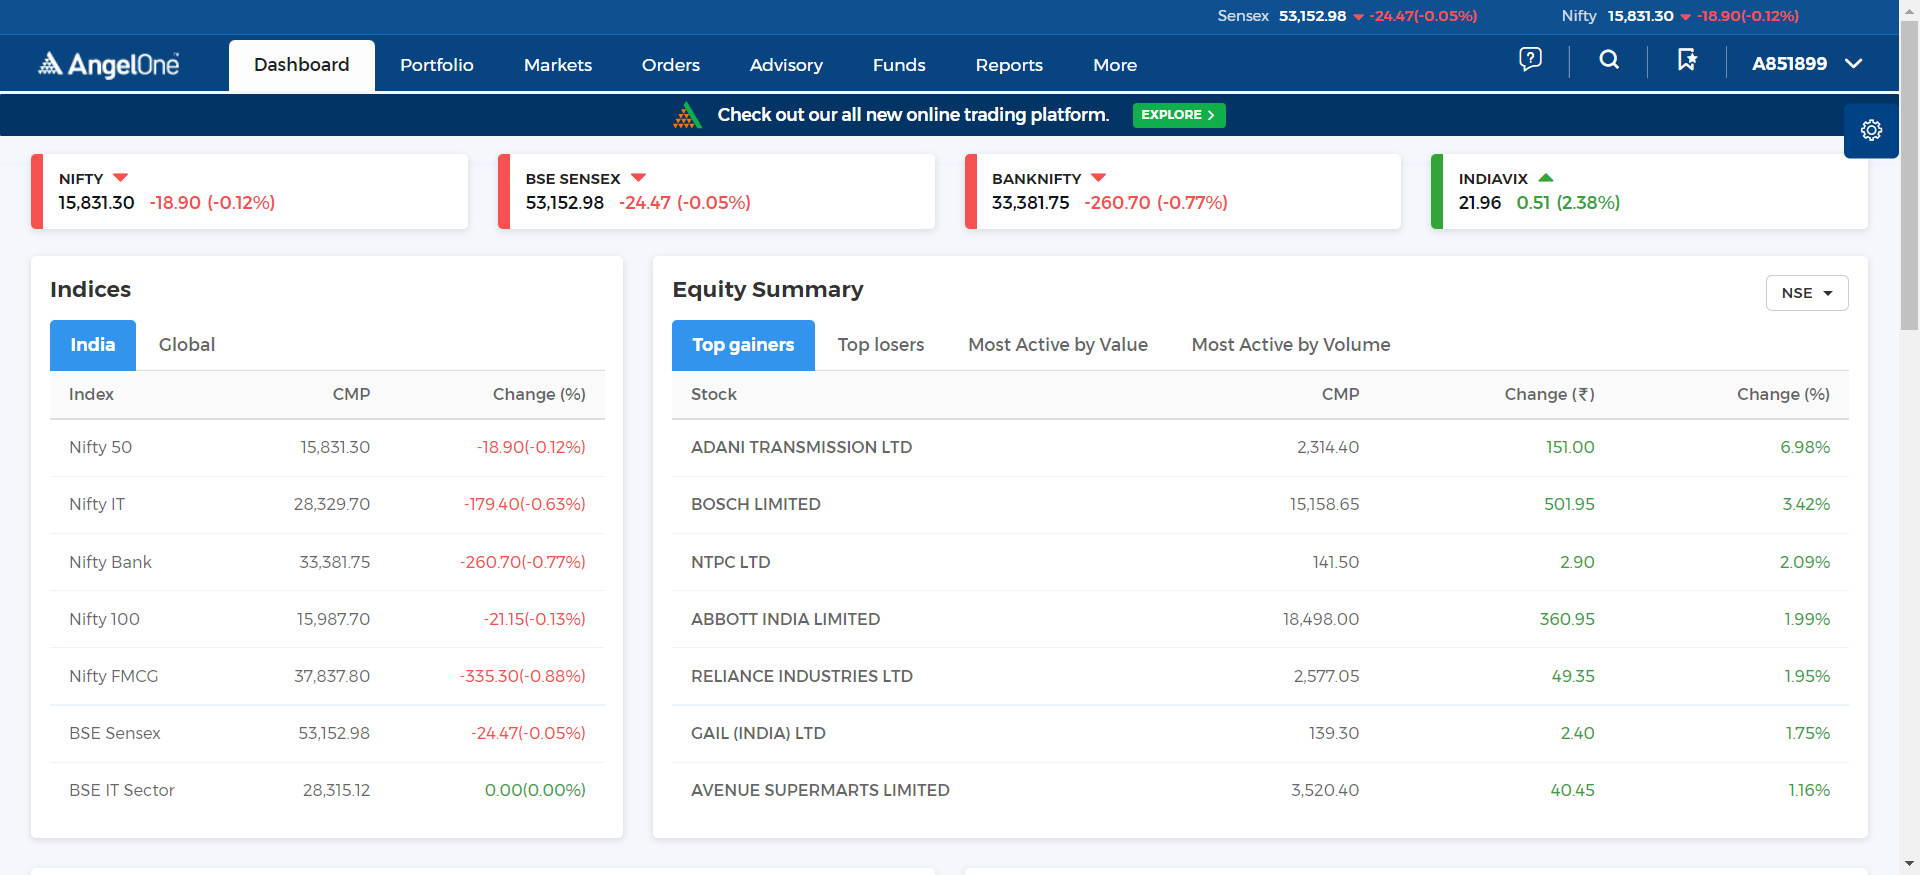 Sensex 53,152.98 -24.47(-0.05%) Nifty 15,831.30 -18.90(-0.12%)
AngelOne Dashboard Portfolio Markets Orders Advisory Funds Reports More A851899
Check out our all new online trading platform. EXPLORE
NIFTY
15,831.30 -18.90 (-0.12%)
BSE SENSEX
53,152.98 -24.47 (-0.05%)
BANKNIFTY
33,381.75 -260.70 (-0.77%)
INDIAVIX
21.96 0.51 (2.38%)
Indices
India Global
Index CMP Change (%)
Nifty 50 15,831.30 -18.90(-0.12%)
Nifty IT 28,329.70 -179.40(-0.63%)
Nifty Bank 33,381.75 -260.70(-0.77%)
Nifty 100 15,987.70 -21.15(-0.13%)
Nifty FMCG 37,837.80 -335.30(-0.88%)
BSE Sensex 53,152.98 -24.47(-0.05%)
BSE IT Sector 28,315.12 0.00(0.00%)
Equity Summary NSE
Top gainers Top losers Most Active by Value Most Active by Volume
Stock CMP Change (₹) Change (%)
ADANI TRANSMISSION LTD 2,314.40 151.00 6.98%
BOSCH LIMITED 15,158.65 501.95 3.42%
NTPC LTD 141.50 2.90 2.09%
ABBOTT INDIA LIMITED 18,498.00 360.95 1.99%
RELIANCE INDUSTRIES LTD 2,577.05 49.35 1.95%
GAIL (INDIA) LTD 139.30 2.40 1.75%
AVENUE SUPERMARTS LIMITED 3,520.40 40.45 1.16%